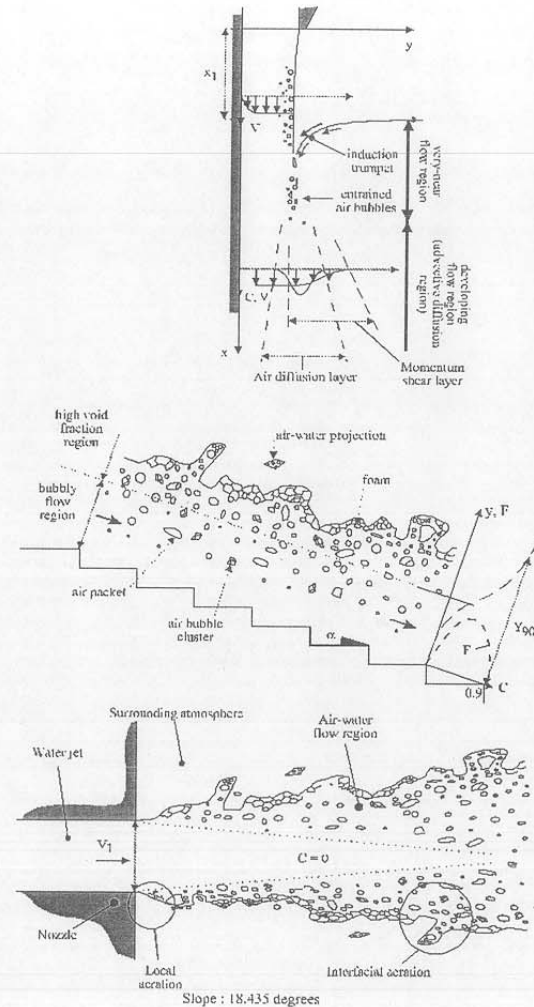 y
x1
V
induction
trumpet
entrained
air bubbles
very-near
flow region
developing
flow region
(advective diffusion
region)
C, V
x
Air diffusion layer
Momentum
shear layer
high void
fraction
region
bubbly
flow
region
air-water projection
foam
y, F
air packet
air bubble
cluster
α
F
Y90
C
0.9
Surrounding atmosphere
Air-water
flow region
Water jet
V1
C = 0
Nozzle
Local
aeration
Interfacial aeration
Slope : 18.435 degrees